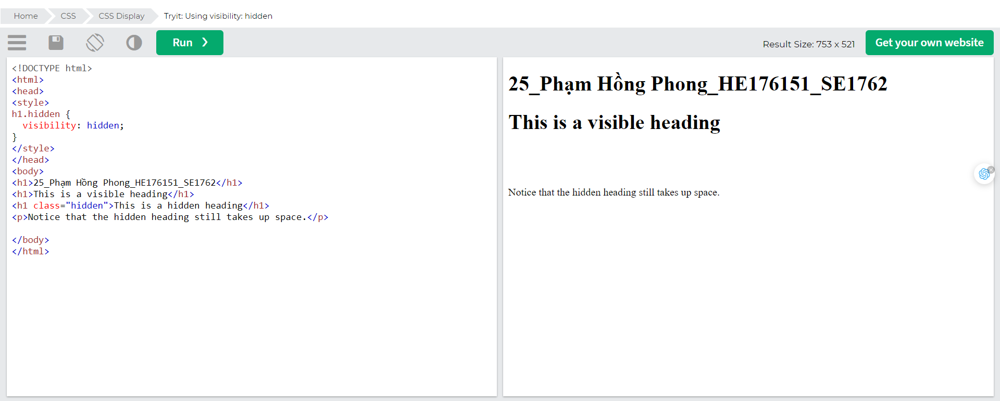 Home CSS CSS Display Tryit: Using visibility: hidden
Run ❯ Result Size: 753 x 521 Get your own website
<!DOCTYPE html>
<html>
<head>
<style>
h1.hidden {
  visibility: hidden;
}
</style>
</head>
<body>
<h1>25_Phạm Hồng Phong_HE176151_SE1762</h1>
<h1>This is a visible heading</h1>
<h1 class="hidden">This is a hidden heading</h1>
<p>Notice that the hidden heading still takes up space.</p>
</body>
</html>
25_Phạm Hồng Phong_HE176151_SE1762
This is a visible heading
Notice that the hidden heading still takes up space.